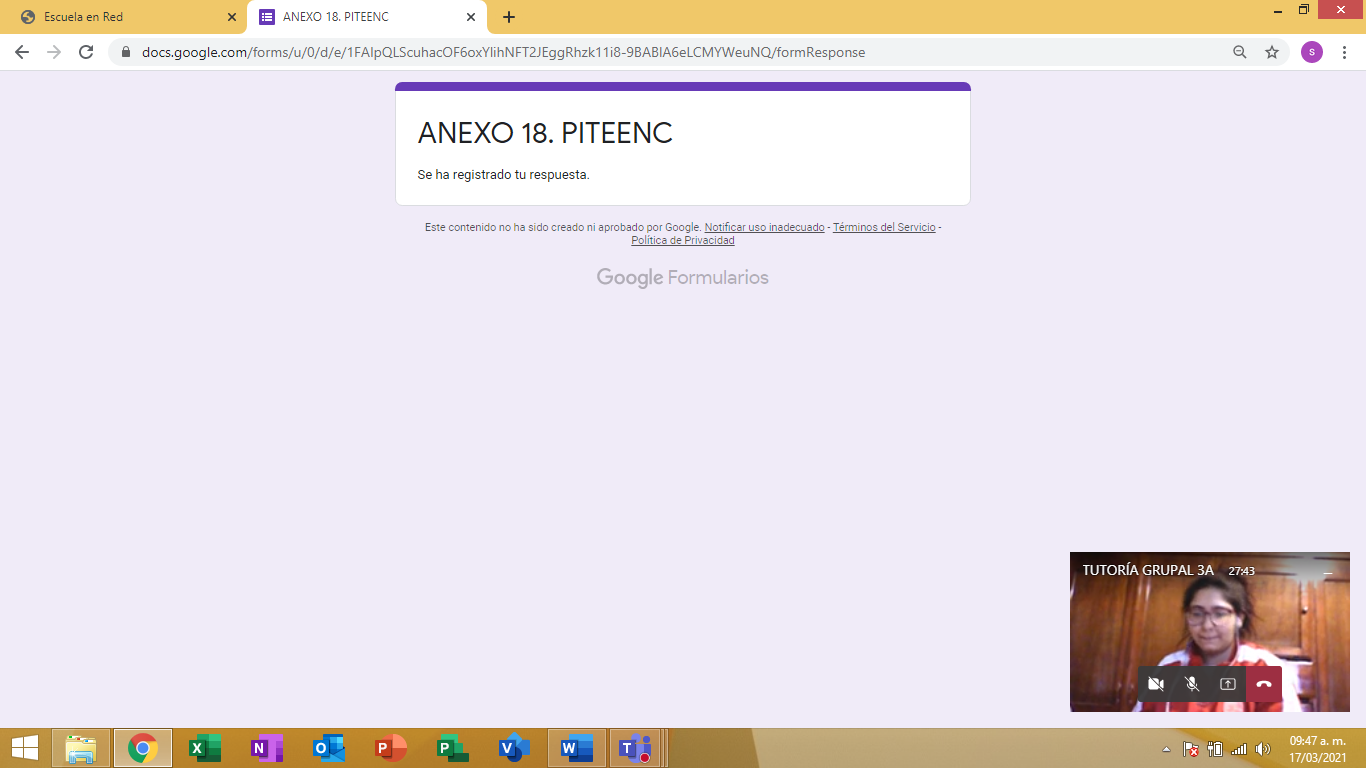 Escuela en Red
ANEXO 18. PITEENC
docs.google.com/forms/u/0/d/e/1FAIpQLScuhacOF6oxYIihNFT2JEggRhzk11i8-9BABlA6eLCMYWeuNQ/formResponse
S
ANEXO 18. PITEENC
Se ha registrado tu respuesta.
Este contenido no ha sido creado ni aprobado por Google. Notificar uso inadecuado - Términos del Servicio -
Política de Privacidad
Google Formularios
TUTORÍA GRUPAL 3A 27:43
09:47 a. m.
17/03/2021